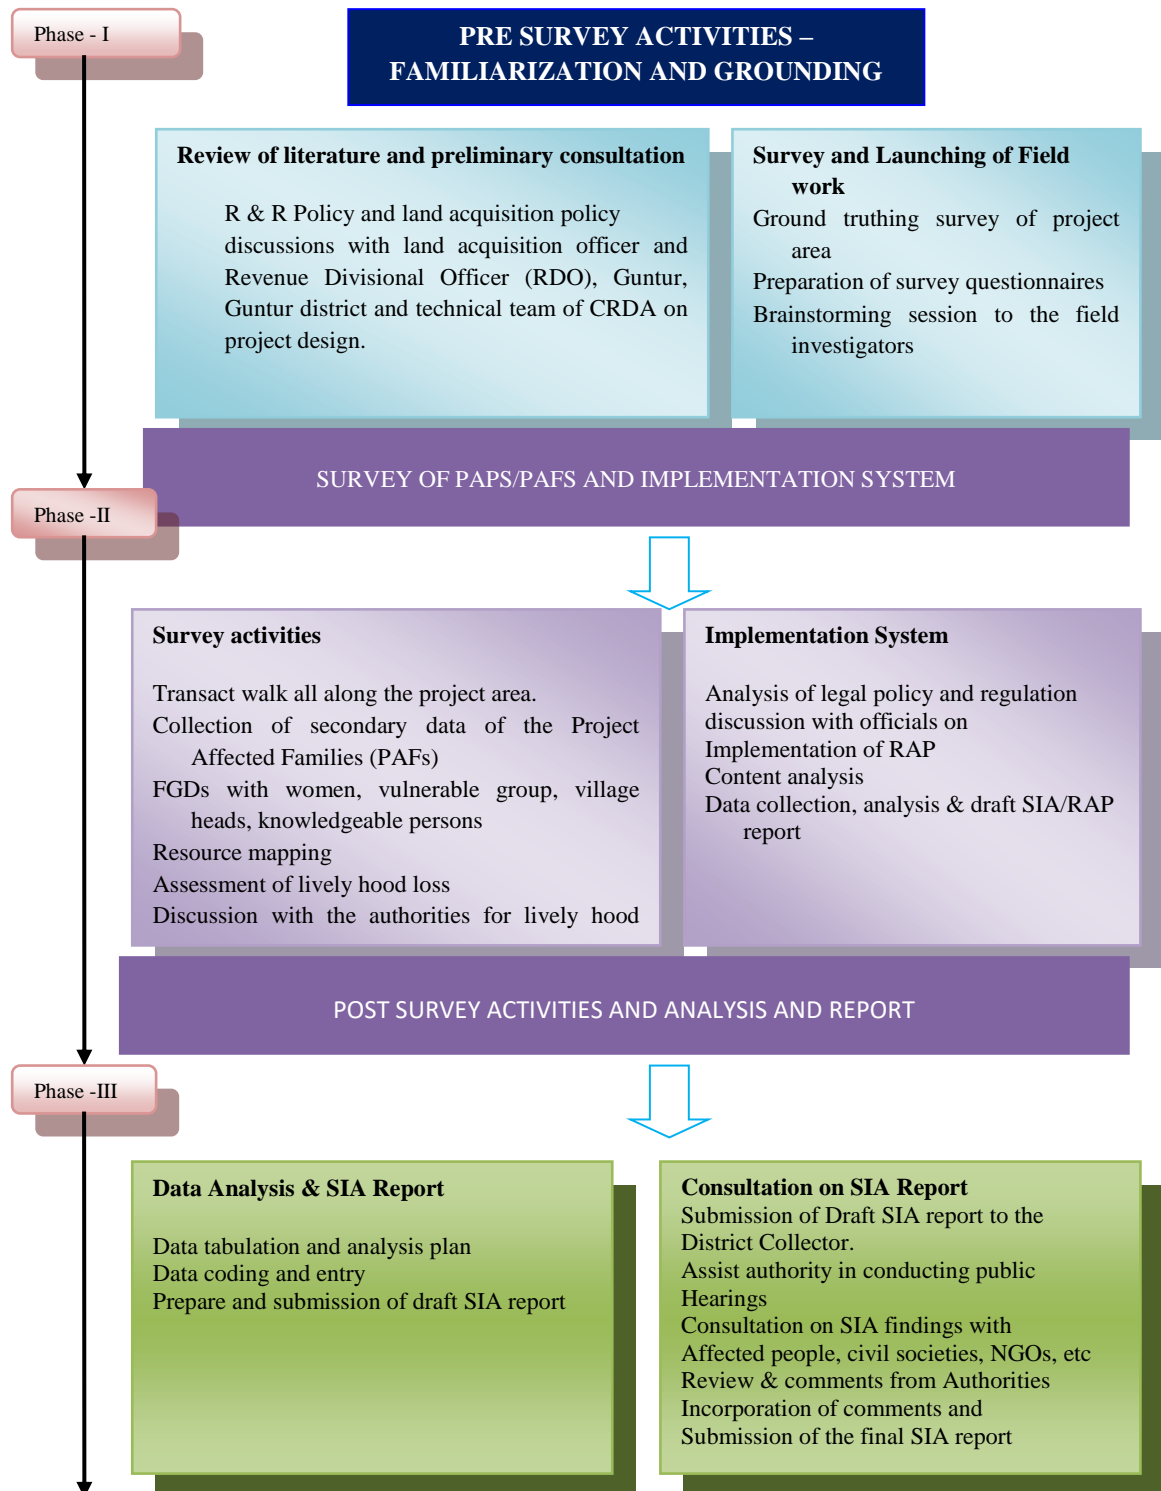 Phase - I
PRE SURVEY ACTIVITIES –
FAMILIARIZATION AND GROUNDING
Review of literature and preliminary consultation
R & R Policy and land acquisition policy
discussions with land acquisition officer and
Revenue Divisional Officer (RDO), Guntur,
Guntur district and technical team of CRDA on
project design.
Survey and Launching of Field
work
Ground truthing survey of project
area
Preparation of survey questionnaires
Brainstorming session to the field
investigators
SURVEY OF PAPS/PAFS AND IMPLEMENTATION SYSTEM
Phase -II
Survey activities
Transact walk all along the project area.
Collection of secondary data of the Project
Affected Families (PAFs)
FGDs with women, vulnerable group, village
heads, knowledgeable persons
Resource mapping
Assessment of lively hood loss
Discussion with the authorities for lively hood
Implementation System
Analysis of legal policy and regulation
discussion with officials on
Implementation of RAP
Content analysis
Data collection, analysis & draft SIA/RAP
report
POST SURVEY ACTIVITIES AND ANALYSIS AND REPORT
Phase -III
Data Analysis & SIA Report
Data tabulation and analysis plan
Data coding and entry
Prepare and submission of draft SIA report
Consultation on SIA Report
Submission of Draft SIA report to the
District Collector.
Assist authority in conducting public
Hearings
Consultation on SIA findings with
Affected people, civil societies, NGOs, etc
Review & comments from Authorities
Incorporation of comments and
Submission of the final SIA report